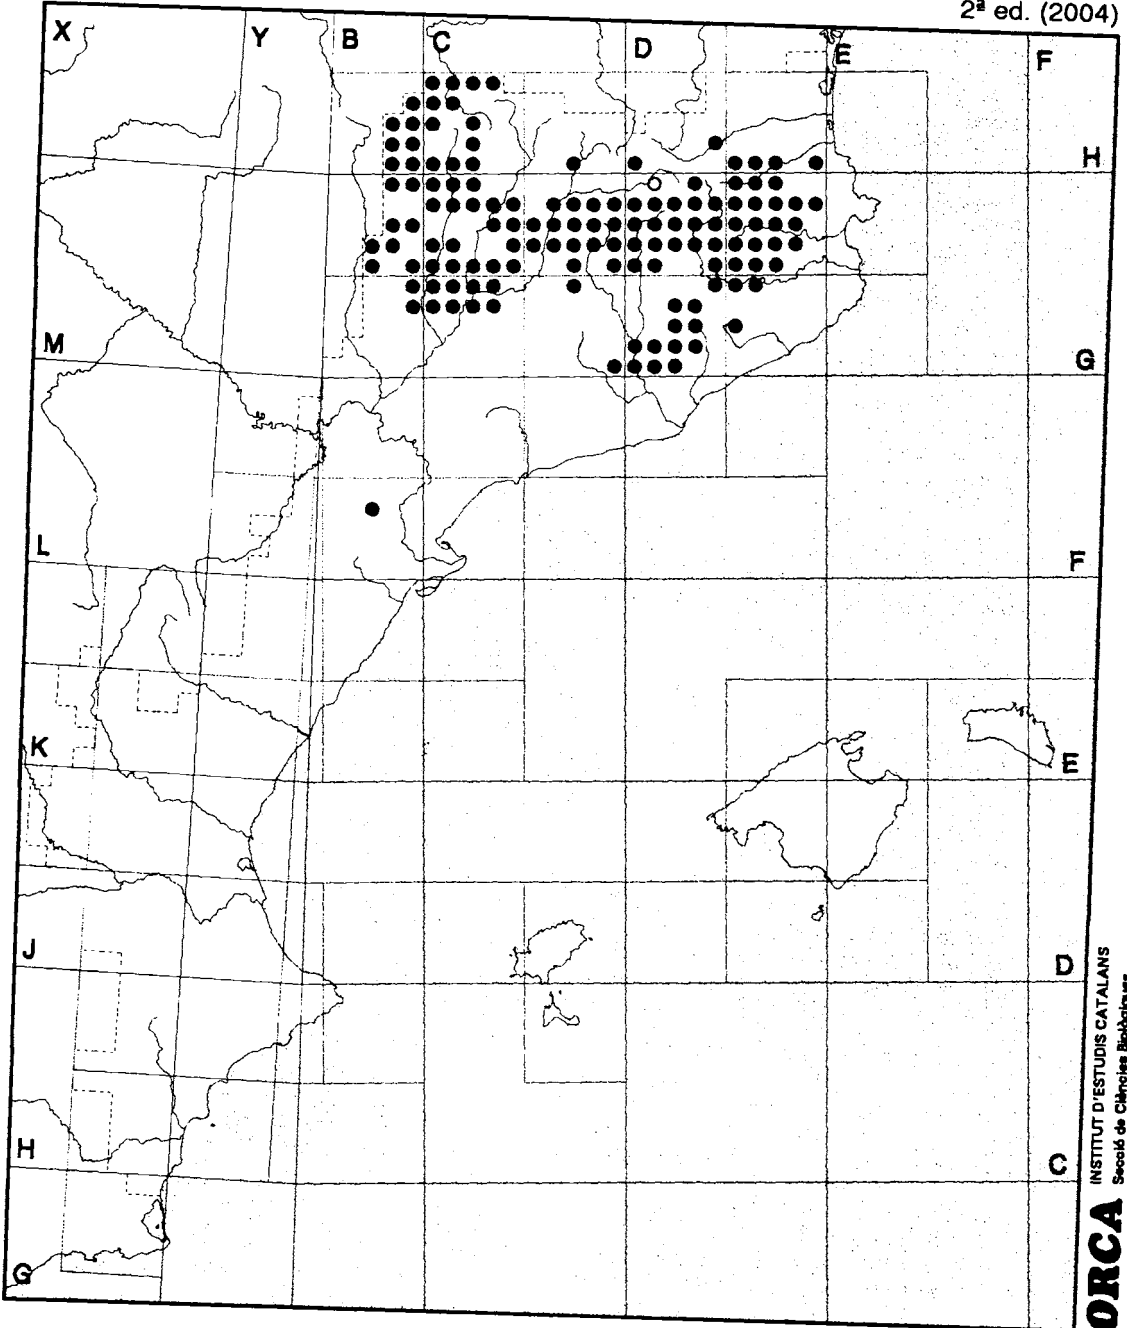 2ª ed. (2004)
X
Y
B
C
D
E
F
H
M
G
L
F
K
E
J
D
H
C
G
ORCA
INSTITUT D'ESTUDIS CATALANS
Secció de Ciències Biològiques